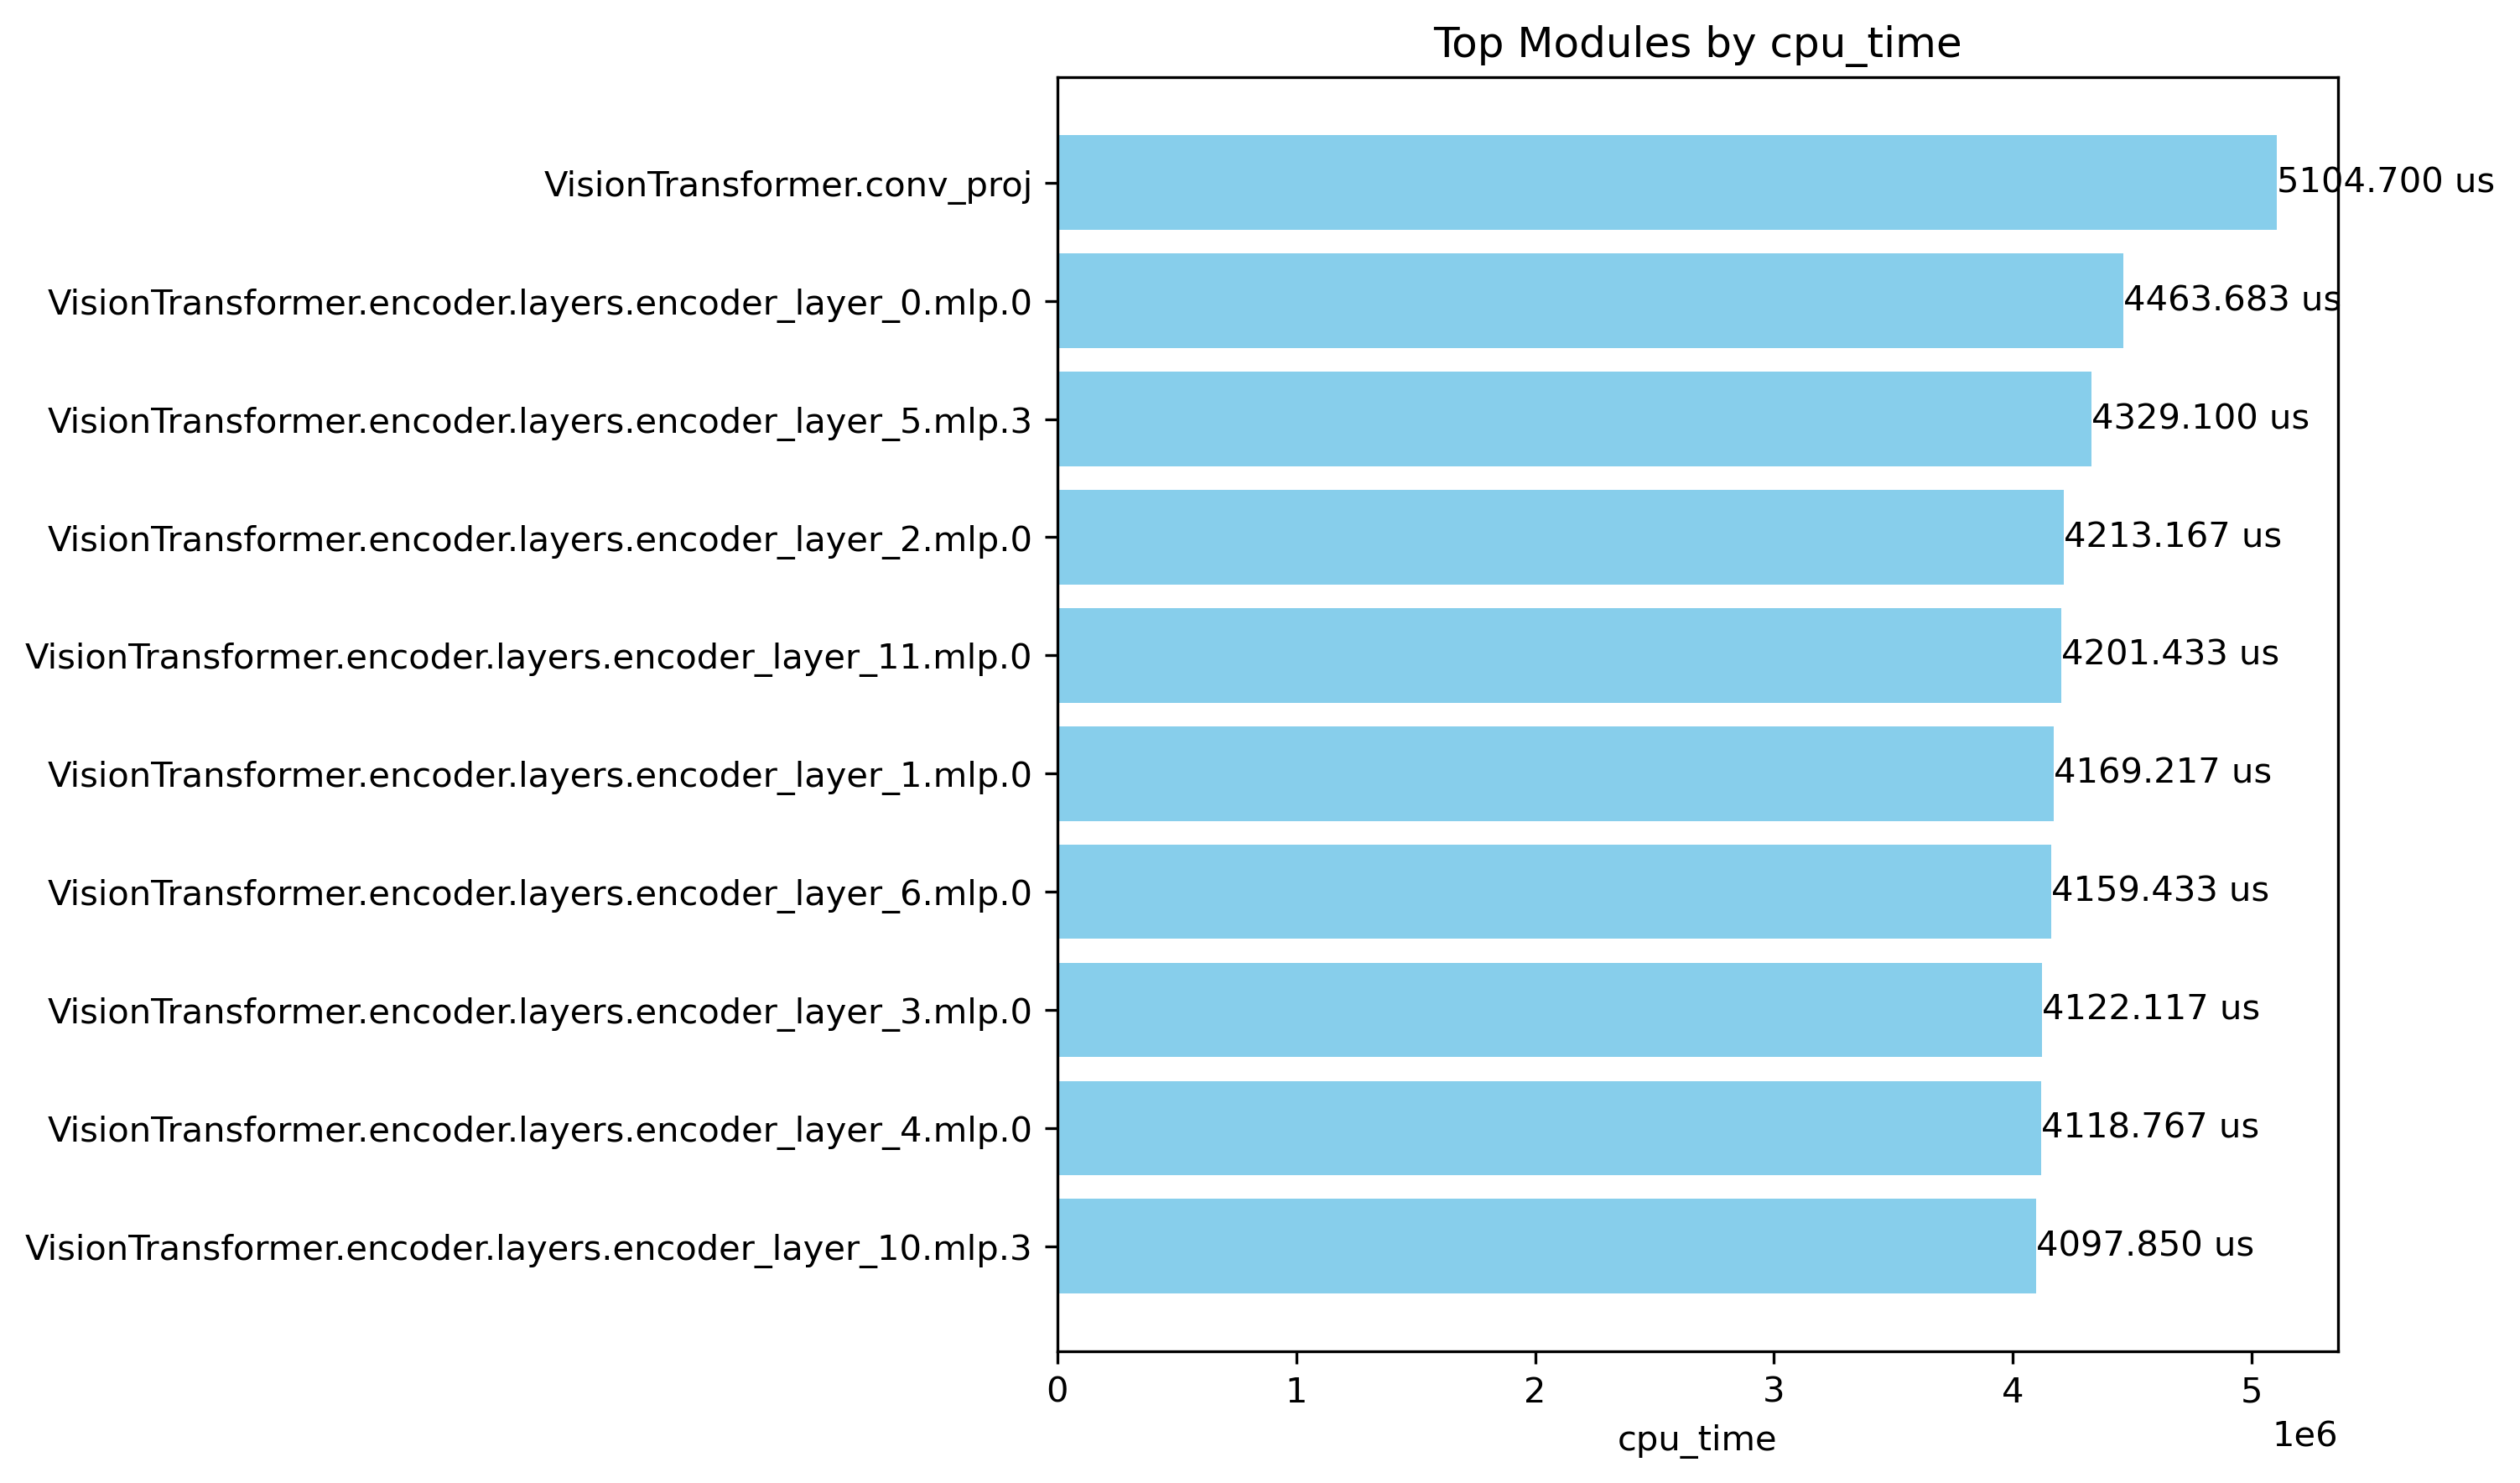 Top Modules by cpu_time
VisionTransformer.conv_proj 5104.700 us
VisionTransformer.encoder.layers.encoder_layer_0.mlp.0 4463.683 us
VisionTransformer.encoder.layers.encoder_layer_5.mlp.3 4329.100 us
VisionTransformer.encoder.layers.encoder_layer_2.mlp.0 4213.167 us
VisionTransformer.encoder.layers.encoder_layer_11.mlp.0 4201.433 us
VisionTransformer.encoder.layers.encoder_layer_1.mlp.0 4169.217 us
VisionTransformer.encoder.layers.encoder_layer_6.mlp.0 4159.433 us
VisionTransformer.encoder.layers.encoder_layer_3.mlp.0 4122.117 us
VisionTransformer.encoder.layers.encoder_layer_4.mlp.0 4118.767 us
VisionTransformer.encoder.layers.encoder_layer_10.mlp.3 4097.850 us
0 1 2 3 4 5
1e6
cpu_time